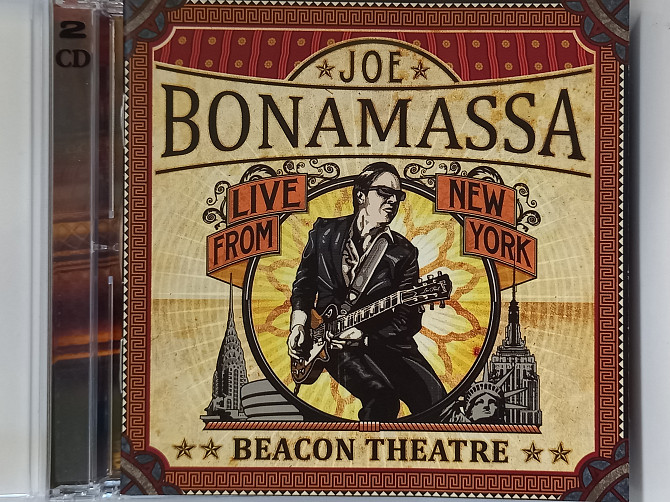 2
CD
JOE
BONAMASSA
LIVE
FROM
NEW
YORK
BEACON THEATRE